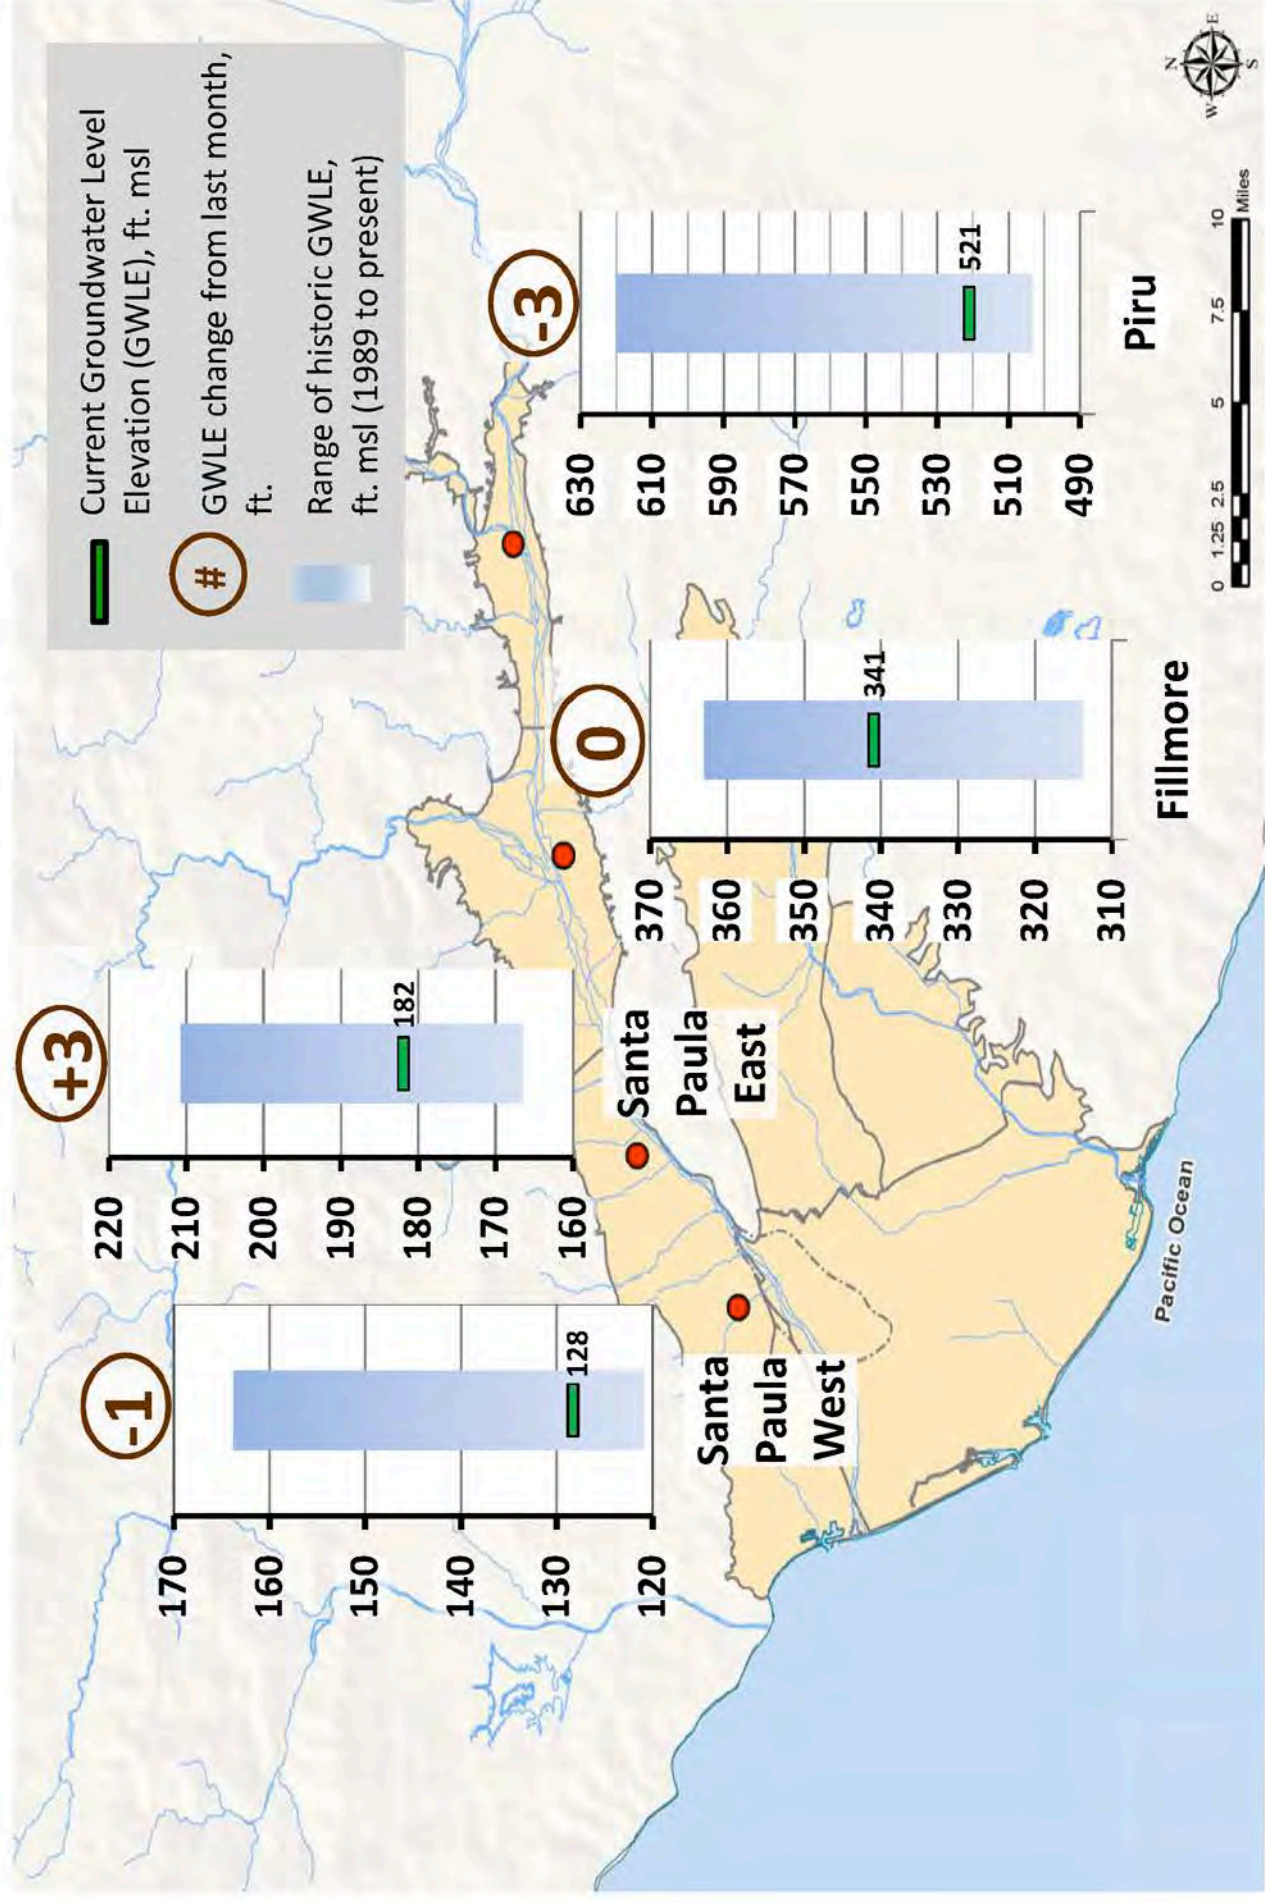 Current Groundwater Level
Elevation (GWLE), ft. msl
#
GWLE change from last month,
ft.
Range of historic GWLE,
ft. msl (1989 to present)
-1
170
160
150
140
130
120
128
Santa
Paula
West
+3
220
210
200
190
180
170
160
182
Santa
Paula
East
0
370
360
350
340
330
320
310
341
Fillmore
-3
630
610
590
570
550
530
510
490
521
Piru
Pacific Ocean
0 1.25 2.5 5 7.5 10
Miles
N
W E
S